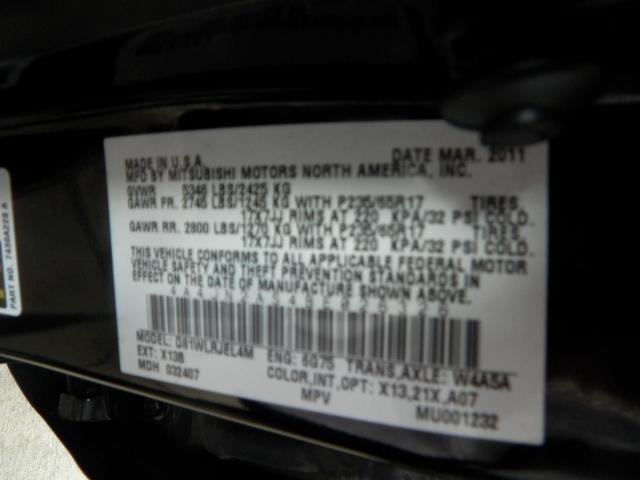 MADE IN U.S.A. DATE MAR. 2011
MFD BY MITSUBISHI MOTORS NORTH AMERICA, INC.
GVWR 5346 LBS/2425 KG
GAWR FR. 2745 LBS/1245 KG WITH P235/65R17 TIRES,
17X7JJ RIMS AT 220 KPA/32 PSI COLD.
GAWR RR. 2800 LBS/1270 KG WITH P235/65R17 TIRES,
17X7JJ RIMS AT 220 KPA/32 PSI COLD.
THIS VEHICLE CONFORMS TO ALL APPLICABLE FEDERAL MOTOR
VEHICLE SAFETY AND THEFT PREVENTION STANDARDS IN
EFFECT ON THE DATE OF MANUFACTURE SHOWN ABOVE.
MODEL: D81WLRJEL4M
EXT: X13B ENG: 6G75 TRANS,AXLE: W4A5A
MDH 032407 COLOR,INT,OPT: X13,21X,A07
MPV MU001232
PART NO. 7430A228 A